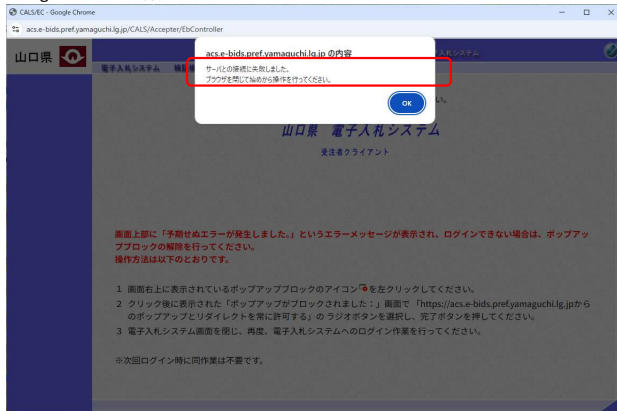 CALS/EC - Google Chrome
acs.e-bids.pref.yamaguchi.lg.jp/CALS/Accepter/EbController
山口県
acs.e-bids.pref.yamaguchi.lg.jp の内容
サーバとの接続に失敗しました。
ブラウザを閉じて始めから操作を行ってください。
OK
入札システム
電子入札システム
い。
山口県 電子入札システム
受注者クライアント
画面上部に「予期せぬエラーが発生しました。」というエラーメッセージが表示され、ログインできない場合は、ポップアッ
プブロックの解除を行ってください。
操作方法は以下のとおりです。
1 画面右上に表示されているポップアップブロックのアイコンを左クリックしてください。
2 クリック後に表示された「ポップアップがブロックされました:」画面で「https://acs.e-bids.pref.yamaguchi.lg.jpから
のポップアップとリダイレクトを常に許可する」の ラジオボタンを選択し、完了ボタンを押してください。
3 電子入札システム画面を閉じ、再度、電子入札システムへのログイン作業を行ってください。
※次回ログイン時に同作業は不要です。